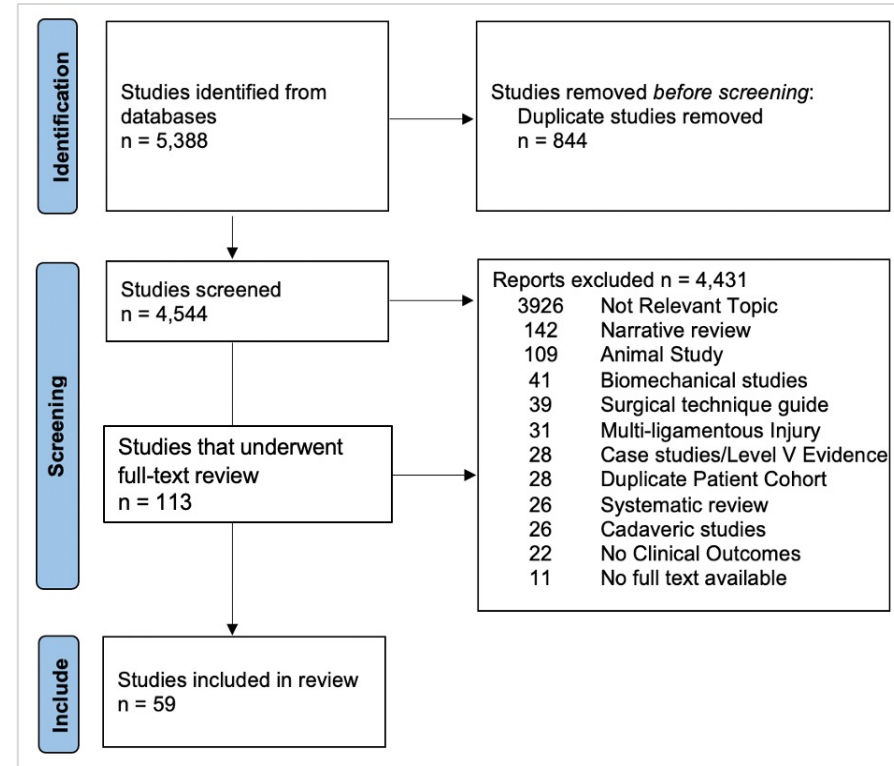 Identification
Studies identified from
databases
n = 5,388
Studies removed before screening:
Duplicate studies removed
n = 844
Screening
Studies screened
n = 4,544
Reports excluded n = 4,431
3926 Not Relevant Topic
142 Narrative review
109 Animal Study
41 Biomechanical studies
39 Surgical technique guide
31 Multi-ligamentous Injury
28 Case studies/Level V Evidence
28 Duplicate Patient Cohort
26 Systematic review
26 Cadaveric studies
22 No Clinical Outcomes
11 No full text available
Studies that underwent
full-text review
n = 113
Include
Studies included in review
n = 59